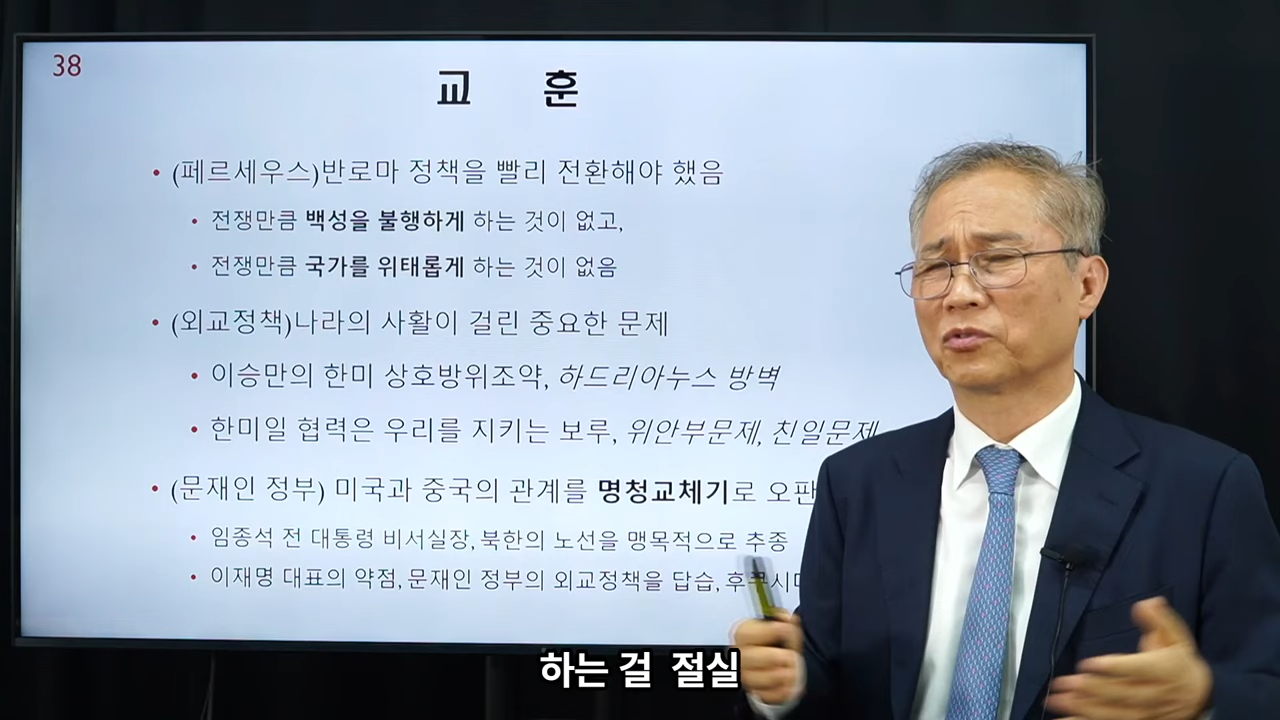 38
교 훈
• (페르세우스)반로마 정책을 빨리 전환해야 했음
• 전쟁만큼 백성을 불행하게 하는 것이 없고,
• 전쟁만큼 국가를 위태롭게 하는 것이 없음
• (외교정책)나라의 사활이 걸린 중요한 문제
• 이승만의 한미 상호방위조약, 하드리아누스 방벽
• 한미일 협력은 우리를 지키는 보루, 위안부문제, 친일문제
• (문재인 정부) 미국과 중국의 관계를 명청교체기로 오판
• 임종석 전 대통령 비서실장, 북한의 노선을 맹목적으로 추종
• 이재명 대표의 약점, 문재인 정부의 외교정책을 답습,
하는 걸 절실